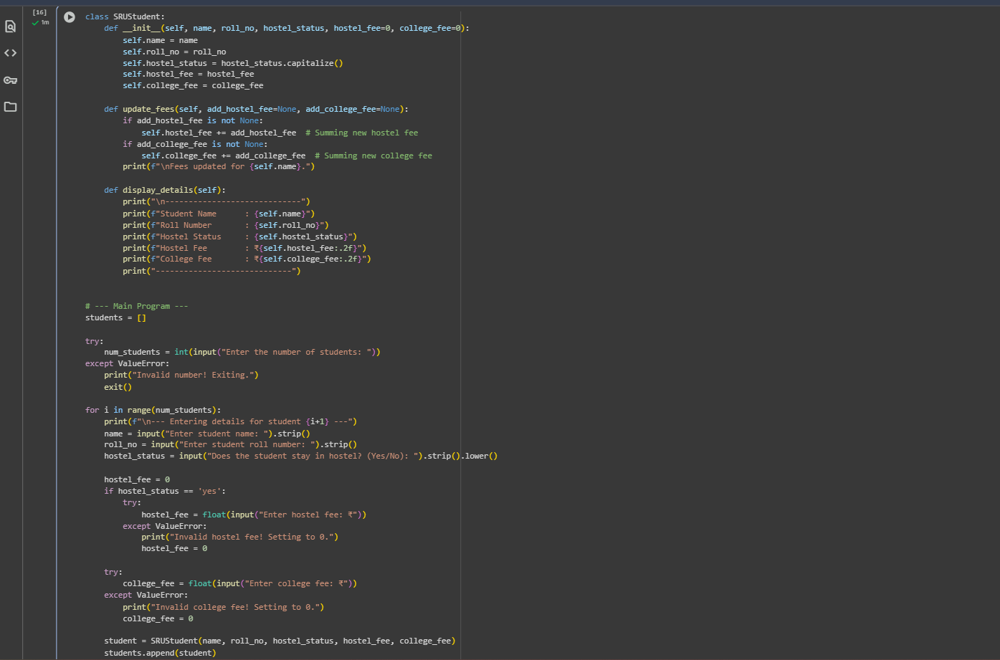 [16]
1m
class SRUStudent:
    def __init__(self, name, roll_no, hostel_status, hostel_fee=0, college_fee=0):
        self.name = name
        self.roll_no = roll_no
        self.hostel_status = hostel_status.capitalize()
        self.hostel_fee = hostel_fee
        self.college_fee = college_fee

    def update_fees(self, add_hostel_fee=None, add_college_fee=None):
        if add_hostel_fee is not None:
            self.hostel_fee += add_hostel_fee  # Summing new hostel fee
        if add_college_fee is not None:
            self.college_fee += add_college_fee  # Summing new college fee
        print(f"\nFees updated for {self.name}.")

    def display_details(self):
        print("\n-----------------------------")
        print(f"Student Name      : {self.name}")
        print(f"Roll Number       : {self.roll_no}")
        print(f"Hostel Status     : {self.hostel_status}")
        print(f"Hostel Fee        : ₹{self.hostel_fee:.2f}")
        print(f"College Fee       : ₹{self.college_fee:.2f}")
        print("-----------------------------")


# --- Main Program ---
students = []

try:
    num_students = int(input("Enter the number of students: "))
except ValueError:
    print("Invalid number! Exiting.")
    exit()

for i in range(num_students):
    print(f"\n--- Entering details for student {i+1} ---")
    name = input("Enter student name: ").strip()
    roll_no = input("Enter student roll number: ").strip()
    hostel_status = input("Does the student stay in hostel? (Yes/No): ").strip().lower()

    hostel_fee = 0
    if hostel_status == 'yes':
        try:
            hostel_fee = float(input("Enter hostel fee: ₹"))
        except ValueError:
            print("Invalid hostel fee! Setting to 0.")
            hostel_fee = 0

    try:
        college_fee = float(input("Enter college fee: ₹"))
    except ValueError:
        print("Invalid college fee! Setting to 0.")
        college_fee = 0

    student = SRUStudent(name, roll_no, hostel_status, hostel_fee, college_fee)
    students.append(student)